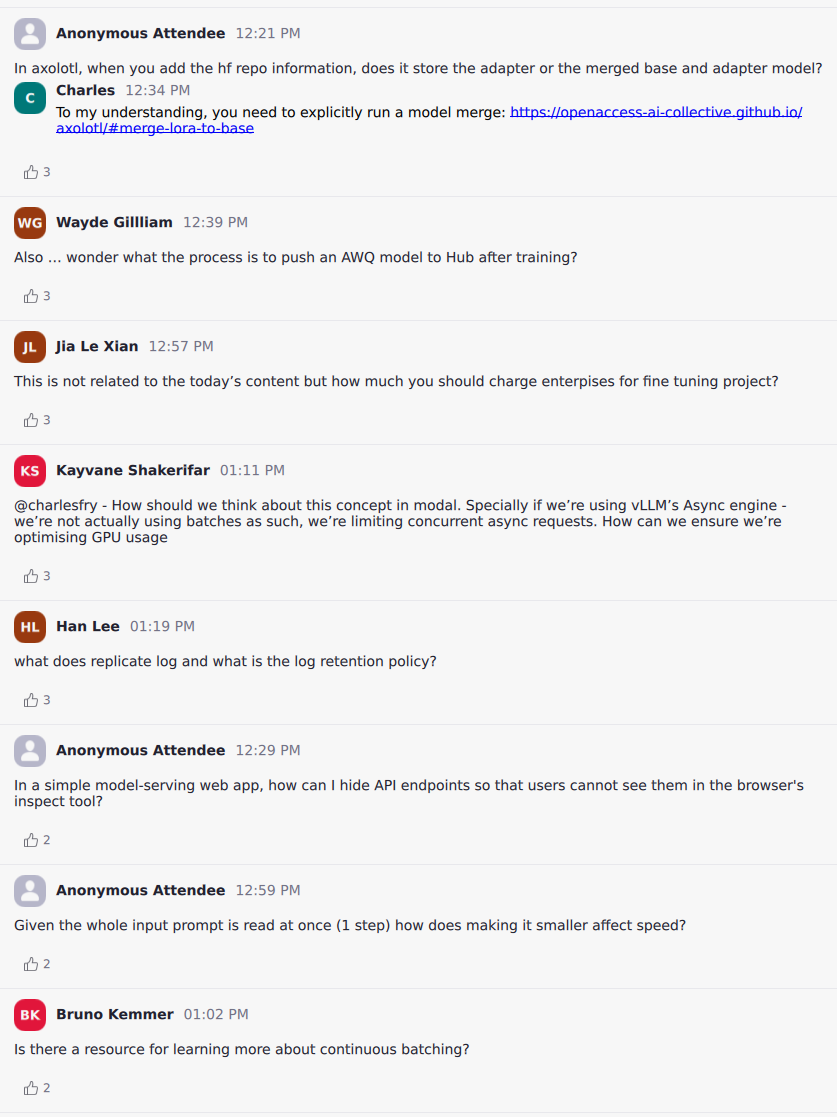 Anonymous Attendee 12:21 PM
In axolotl, when you add the hf repo information, does it store the adapter or the merged base and adapter model?
C Charles 12:34 PM
To my understanding, you need to explicitly run a model merge: https://openaccess-ai-collective.github.io/
axolotl/#merge-lora-to-base
3
WG Wayde Gillliam 12:39 PM
Also ... wonder what the process is to push an AWQ model to Hub after training?
3
JL Jia Le Xian 12:57 PM
This is not related to the today’s content but how much you should charge enterpises for fine tuning project?
3
KS Kayvane Shakerifar 01:11 PM
@charlesfry - How should we think about this concept in modal. Specially if we’re using vLLM’s Async engine -
we’re not actually using batches as such, we’re limiting concurrent async requests. How can we ensure we’re
optimising GPU usage
3
HL Han Lee 01:19 PM
what does replicate log and what is the log retention policy?
3
Anonymous Attendee 12:29 PM
In a simple model-serving web app, how can I hide API endpoints so that users cannot see them in the browser's
inspect tool?
2
Anonymous Attendee 12:59 PM
Given the whole input prompt is read at once (1 step) how does making it smaller affect speed?
2
BK Bruno Kemmer 01:02 PM
Is there a resource for learning more about continuous batching?
2